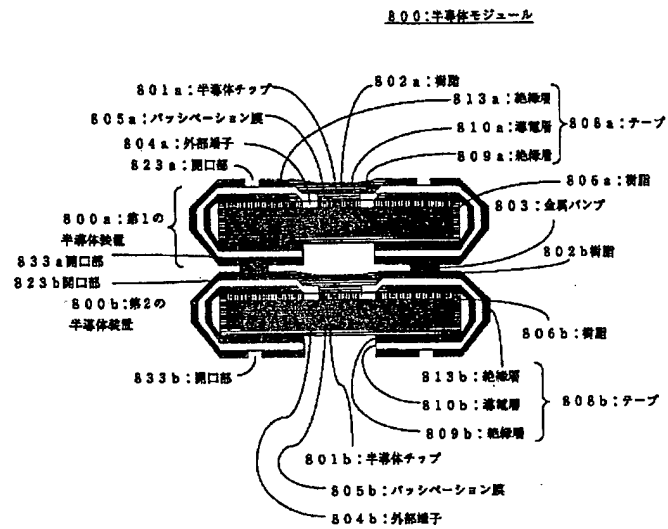 800:半導体モジュール
801a:半導体チップ
802a:樹脂
805a:パッシベーション膜
813a:絶縁層
804a:外部端子
810a:導電層
808a:テープ
823a:開口部
809a:絶縁層
806a:樹脂
800a:第1の
半導体装置
803:金属バンプ
833a開口部
802b樹脂
823b開口部
800b:第2の
半導体装置
806b:樹脂
833b:開口部
813b:絶縁層
810b:導電層
808b:テープ
809b:絶縁層
801b:半導体チップ
805b:パッシベーション膜
804b:外部端子